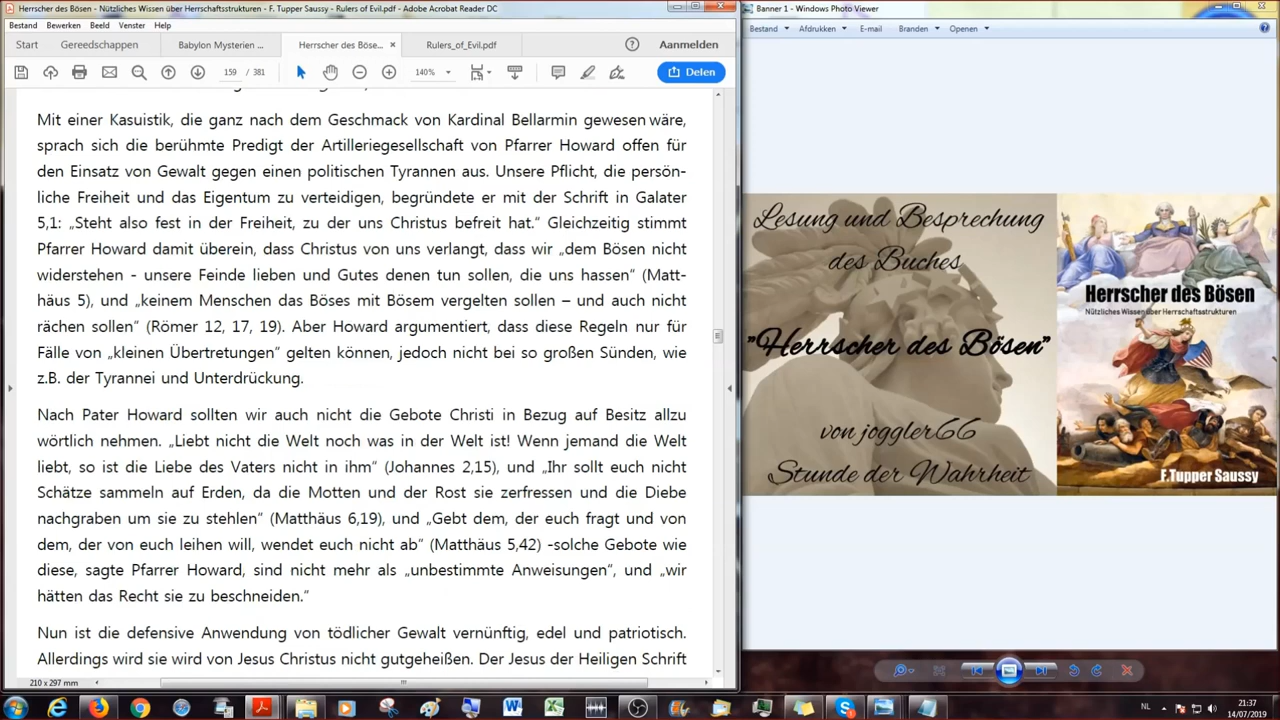 Herrscher des Bösen - Nützliches Wissen über Herrschaftsstrukturen - F. Tupper Saussy - Rulers of Evil.pdf - Adobe Acrobat Reader DC
Bestand Bewerken Beeld Venster Help
Start Gereedschappen Babylon Mysterien ... Herrscher des Böse... × Rulers_of_Evil.pdf Aanmelden
159 / 381 140% Delen
Mit einer Kasuistik, die ganz nach dem Geschmack von Kardinal Bellarmin gewesen wäre,
sprach sich die berühmte Predigt der Artilleriegesellschaft von Pfarrer Howard offen für
den Einsatz von Gewalt gegen einen politischen Tyrannen aus. Unsere Pflicht, die persön-
liche Freiheit und das Eigentum zu verteidigen, begründete er mit der Schrift in Galater
5,1: „Steht also fest in der Freiheit, zu der uns Christus befreit hat.“ Gleichzeitig stimmt
Pfarrer Howard damit überein, dass Christus von uns verlangt, dass wir „dem Bösen nicht
widerstehen - unsere Feinde lieben und Gutes denen tun sollen, die uns hassen“ (Matt-
häus 5), und „keinem Menschen das Böses mit Bösem vergelten sollen – und auch nicht
rächen sollen“ (Römer 12, 17, 19). Aber Howard argumentiert, dass diese Regeln nur für
Fälle von „kleinen Übertretungen“ gelten können, jedoch nicht bei so großen Sünden, wie
z.B. der Tyrannei und Unterdrückung.
Nach Pater Howard sollten wir auch nicht die Gebote Christi in Bezug auf Besitz allzu
wörtlich nehmen. „Liebt nicht die Welt noch was in der Welt ist! Wenn jemand die Welt
liebt, so ist die Liebe des Vaters nicht in ihm“ (Johannes 2,15), und „Ihr sollt euch nicht
Schätze sammeln auf Erden, da die Motten und der Rost sie zerfressen und die Diebe
nachgraben um sie zu stehlen“ (Matthäus 6,19), und „Gebt dem, der euch fragt und von
dem, der von euch leihen will, wendet euch nicht ab“ (Matthäus 5,42) -solche Gebote wie
diese, sagte Pfarrer Howard, sind nicht mehr als „unbestimmte Anweisungen“, und „wir
hätten das Recht sie zu beschneiden.“
Nun ist die defensive Anwendung von tödlicher Gewalt vernünftig, edel und patriotisch.
Allerdings wird sie wird von Jesus Christus nicht gutgeheißen. Der Jesus der Heiligen Schrift
210 x 297 mm
Banner 1 - Windows Photo Viewer
Bestand Afdrukken E-mail Branden Openen
Lesung und Besprechung
des Buches
"Herrscher des Bösen"
von joggler66
Stunde der Wahrheit
Herrscher des Bösen
Nützliches Wissen über Herrschaftsstrukturen
F.Tupper Saussy
NL 21:37
14/07/2019